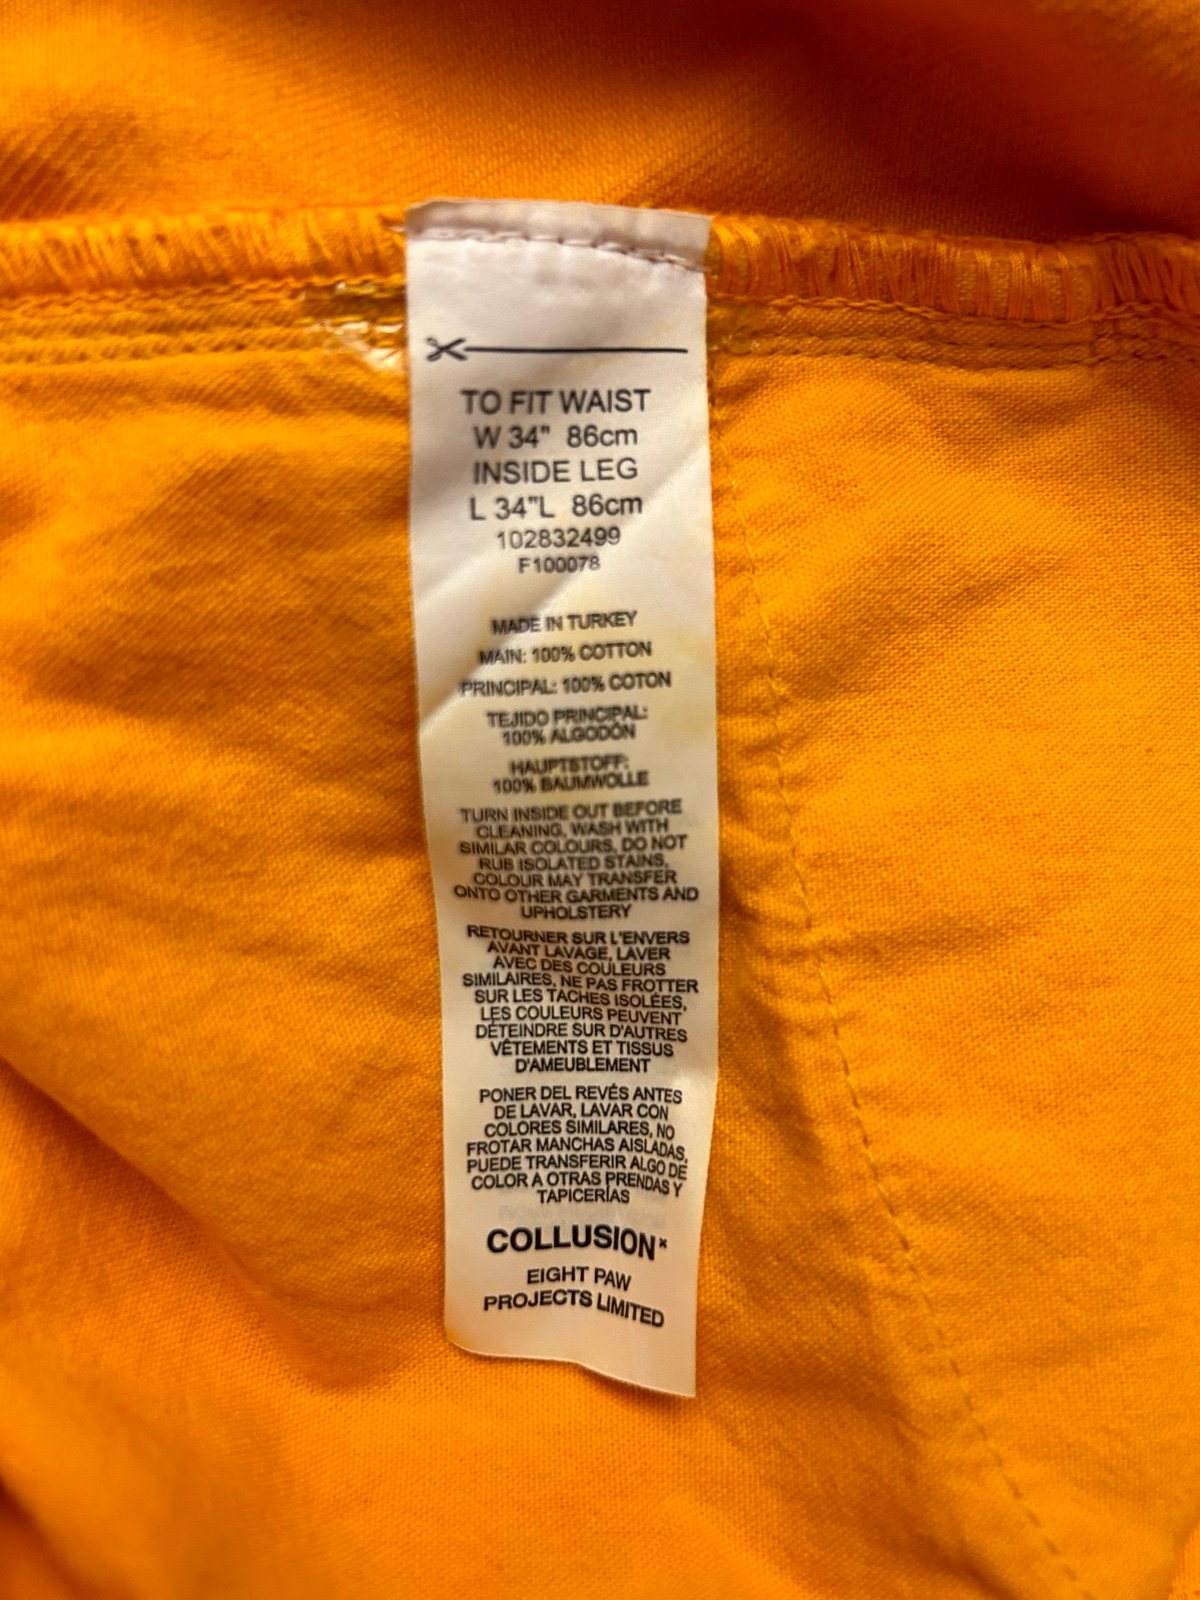 TO FIT WAIST
W 34" 86cm
INSIDE LEG
L 34"L 86cm
102832499
F100078
MADE IN TURKEY
MAIN: 100% COTTON
PRINCIPAL: 100% COTON
TEJIDO PRINCIPAL:
100% ALGODÓN
HAUPTSTOFF:
100% BAUMWOLLE
TURN INSIDE OUT BEFORE
CLEANING, WASH WITH
SIMILAR COLOURS, DO NOT
RUB ISOLATED STAINS,
COLOUR MAY TRANSFER
ONTO OTHER GARMENTS AND
UPHOLSTERY
RETOURNER SUR L'ENVERS
AVANT LAVAGE, LAVER
AVEC DES COULEURS
SIMILAIRES, NE PAS FROTTER
SUR LES TACHES ISOLÉES,
LES COULEURS PEUVENT
DÉTEINDRE SUR D'AUTRES
VÊTEMENTS ET TISSUS
D'AMEUBLEMENT
PONER DEL REVÉS ANTES
DE LAVAR, LAVAR CON
COLORES SIMILARES, NO
FROTAR MANCHAS AISLADAS,
PUEDE TRANSFERIR ALGO DE
COLOR A OTRAS PRENDAS Y
TAPICERÍAS
COLLUSION*
EIGHT PAW
PROJECTS LIMITED